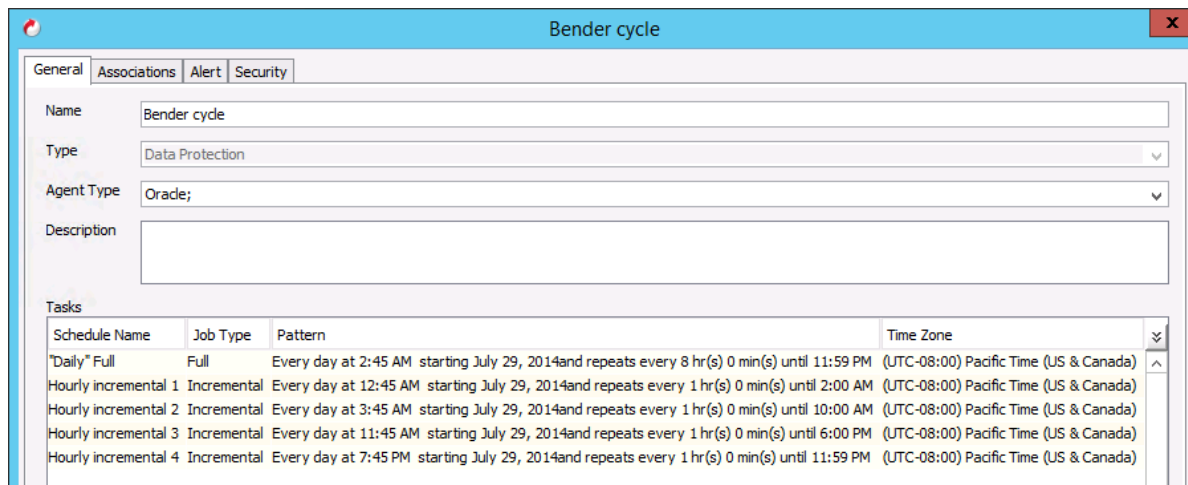 Bender cycle
x
General Associations Alert Security
Name Bender cycle
Type Data Protection
Agent Type Oracle;
Description
Tasks
Schedule Name Job Type Pattern Time Zone
"Daily" Full Full Every day at 2:45 AM starting July 29, 2014and repeats every 8 hr(s) 0 min(s) until 11:59 PM (UTC-08:00) Pacific Time (US & Canada)
Hourly incremental 1 Incremental Every day at 12:45 AM starting July 29, 2014and repeats every 1 hr(s) 0 min(s) until 2:00 AM (UTC-08:00) Pacific Time (US & Canada)
Hourly incremental 2 Incremental Every day at 3:45 AM starting July 29, 2014and repeats every 1 hr(s) 0 min(s) until 10:00 AM (UTC-08:00) Pacific Time (US & Canada)
Hourly incremental 3 Incremental Every day at 11:45 AM starting July 29, 2014and repeats every 1 hr(s) 0 min(s) until 6:00 PM (UTC-08:00) Pacific Time (US & Canada)
Hourly incremental 4 Incremental Every day at 7:45 PM starting July 29, 2014and repeats every 1 hr(s) 0 min(s) until 11:59 PM (UTC-08:00) Pacific Time (US & Canada)